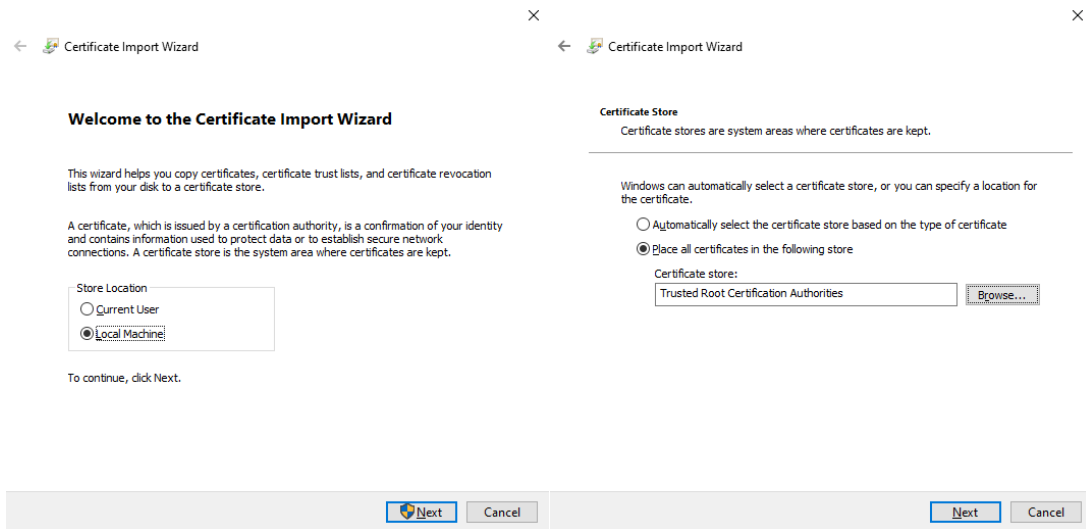 Certificate Import Wizard
Welcome to the Certificate Import Wizard
This wizard helps you copy certificates, certificate trust lists, and certificate revocation
lists from your disk to a certificate store.
A certificate, which is issued by a certification authority, is a confirmation of your identity
and contains information used to protect data or to establish secure network
connections. A certificate store is the system area where certificates are kept.
Store Location
Current User
Local Machine
To continue, click Next.
Next
Cancel
Certificate Import Wizard
Certificate Store
Certificate stores are system areas where certificates are kept.
Windows can automatically select a certificate store, or you can specify a location for
the certificate.
Automatically select the certificate store based on the type of certificate
Place all certificates in the following store
Certificate store:
Trusted Root Certification Authorities
Browse...
Next
Cancel